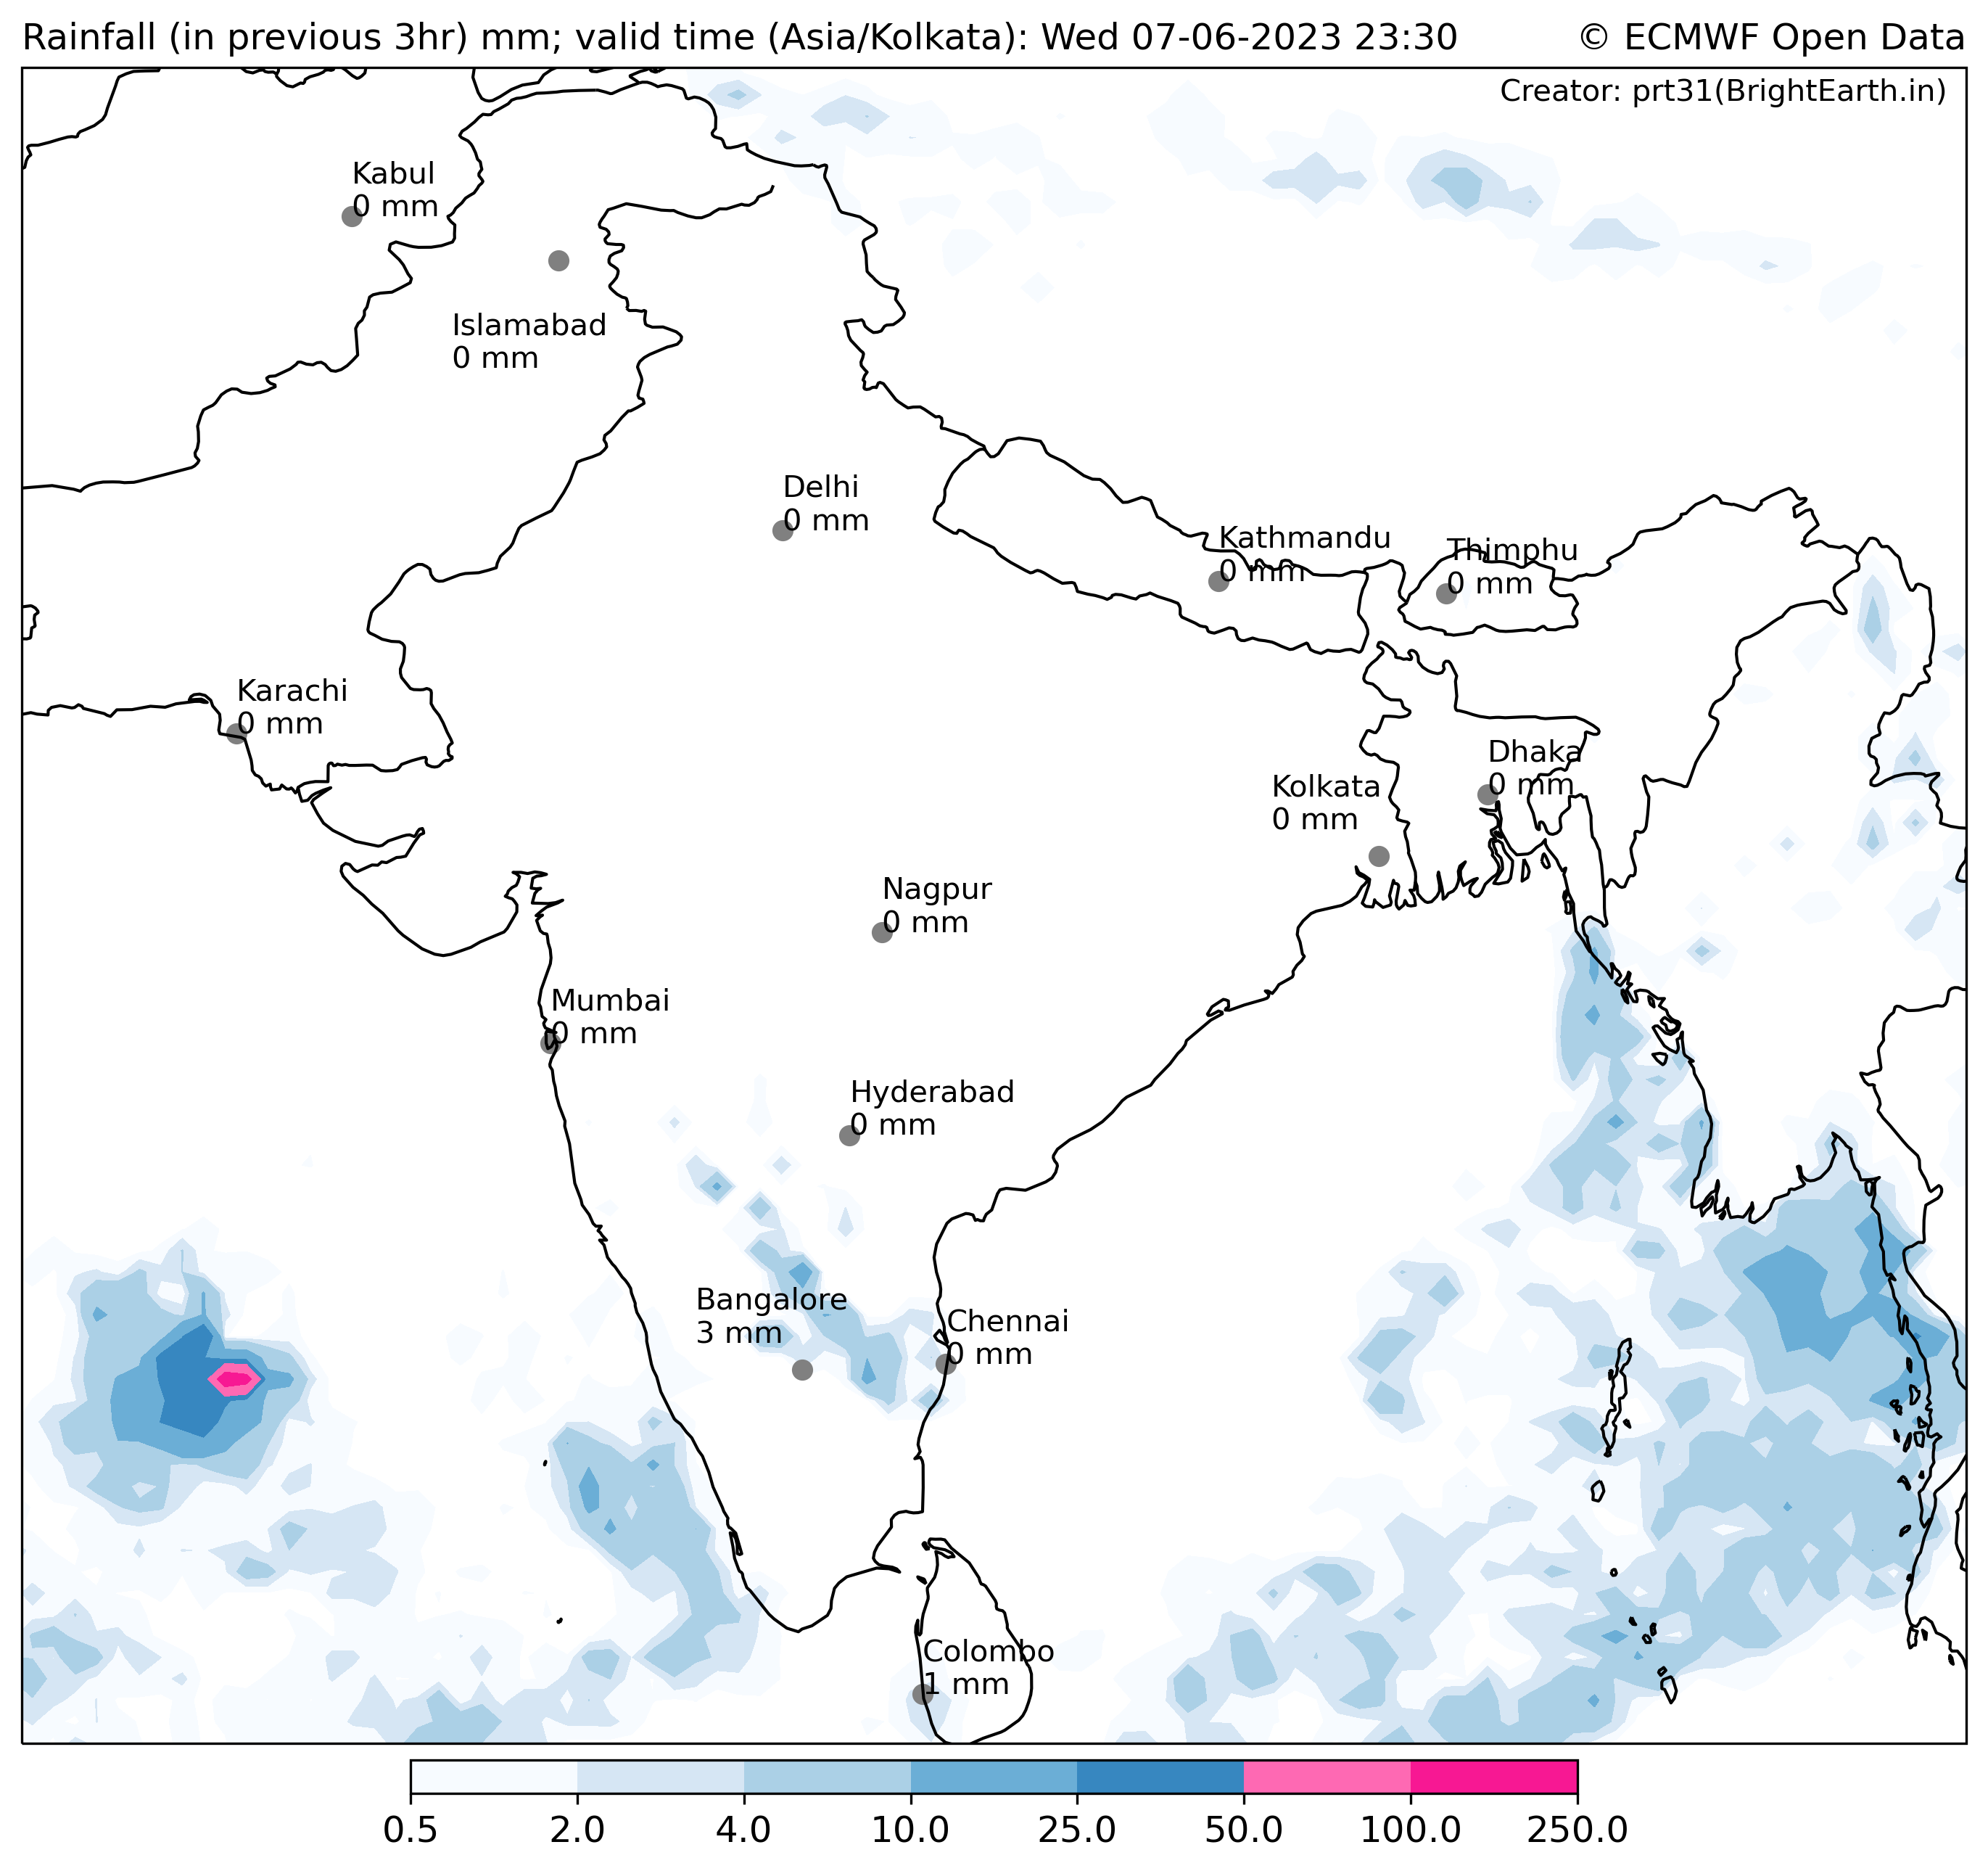 Rainfall (in previous 3hr) mm; valid time (Asia/Kolkata): Wed 07-06-2023 23:30
© ECMWF Open Data
Creator: prt31(BrightEarth.in)
Kabul
0 mm
Islamabad
0 mm
Delhi
0 mm
Kathmandu
0 mm
Thimphu
0 mm
Karachi
0 mm
Dhaka
0 mm
Kolkata
0 mm
Nagpur
0 mm
Mumbai
0 mm
Hyderabad
0 mm
Bangalore
3 mm
Chennai
0 mm
Colombo
1 mm
0.5 2.0 4.0 10.0 25.0 50.0 100.0 250.0